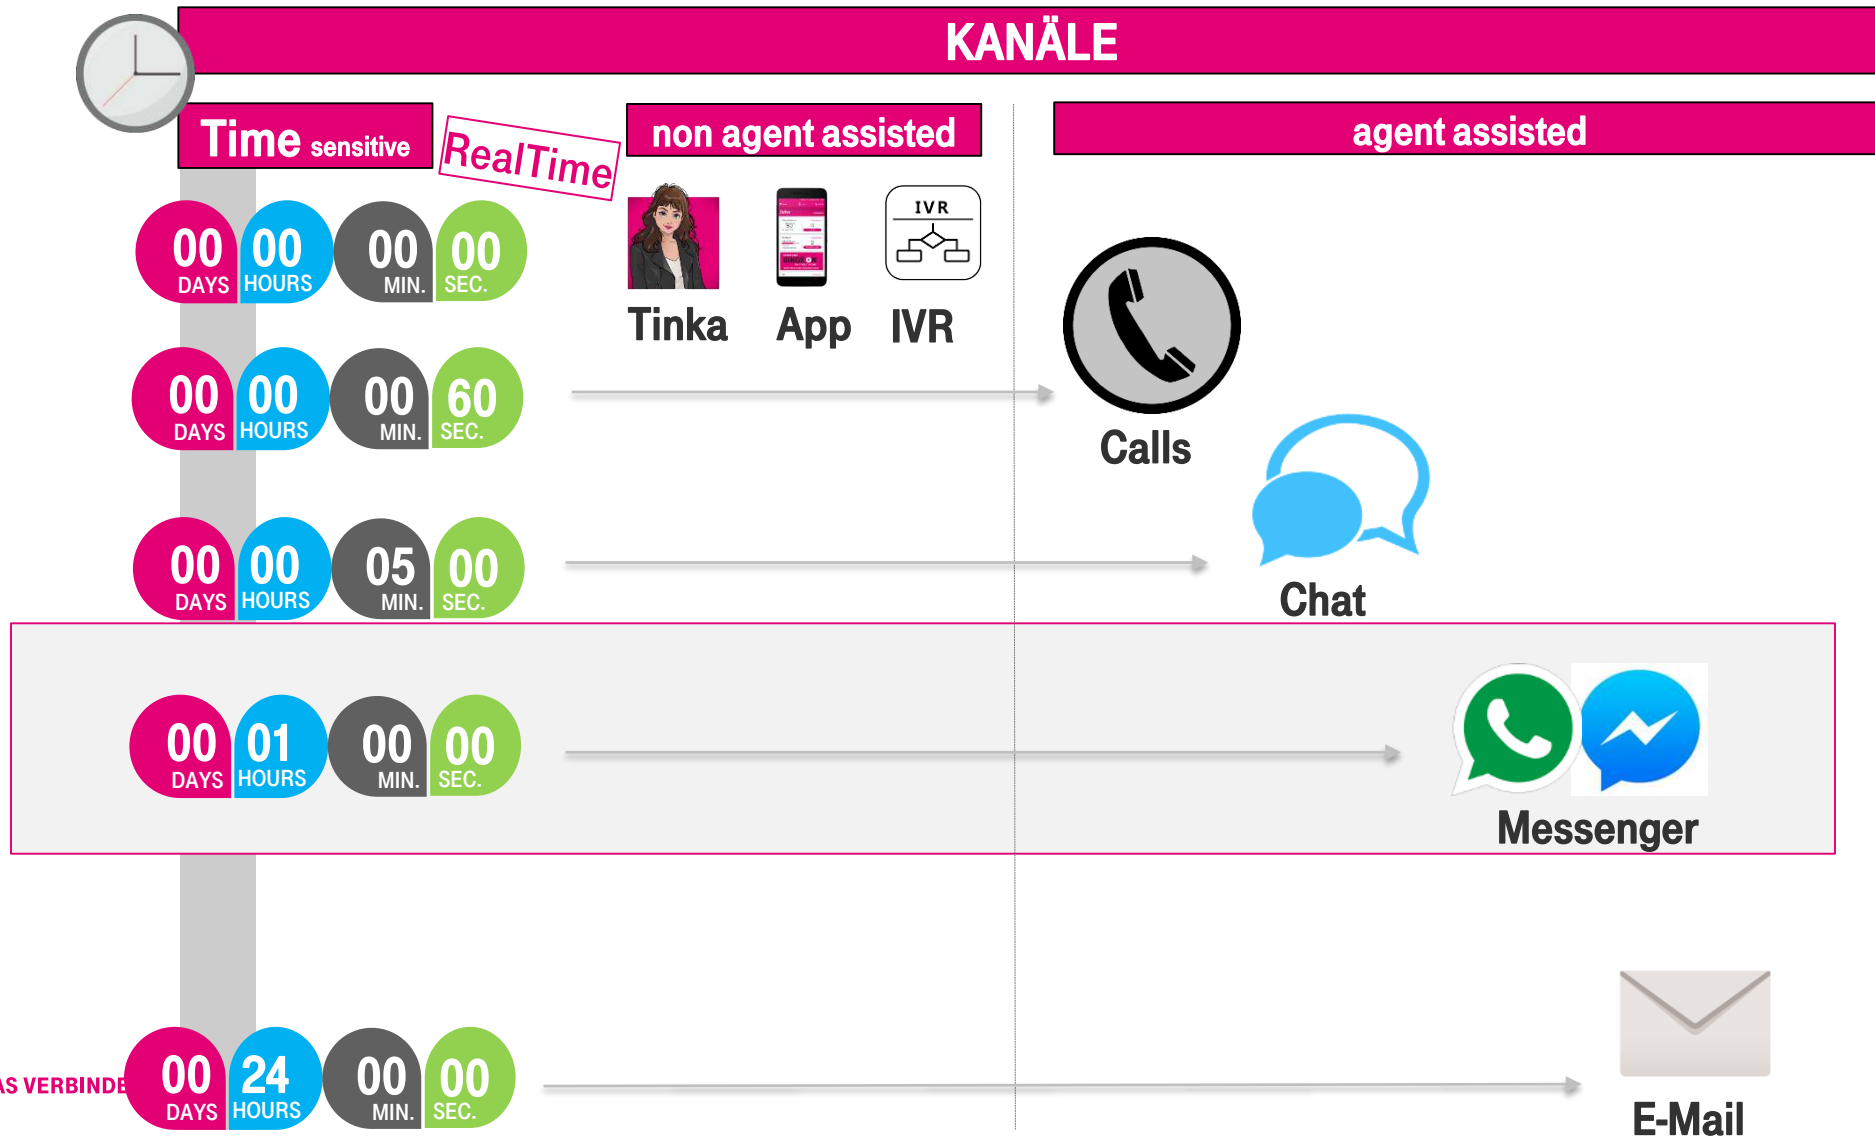 KANÄLE
Time sensitive
RealTime
non agent assisted
agent assisted
00 DAYS 00 HOURS 00 MIN. 00 SEC.
IVR
Tinka
App
IVR
00 DAYS 00 HOURS 00 MIN. 60 SEC.
Calls
00 DAYS 00 HOURS 05 MIN. 00 SEC.
Chat
00 DAYS 01 HOURS 00 MIN. 00 SEC.
Messenger
AS VERBINDE
00 DAYS 24 HOURS 00 MIN. 00 SEC.
E-Mail